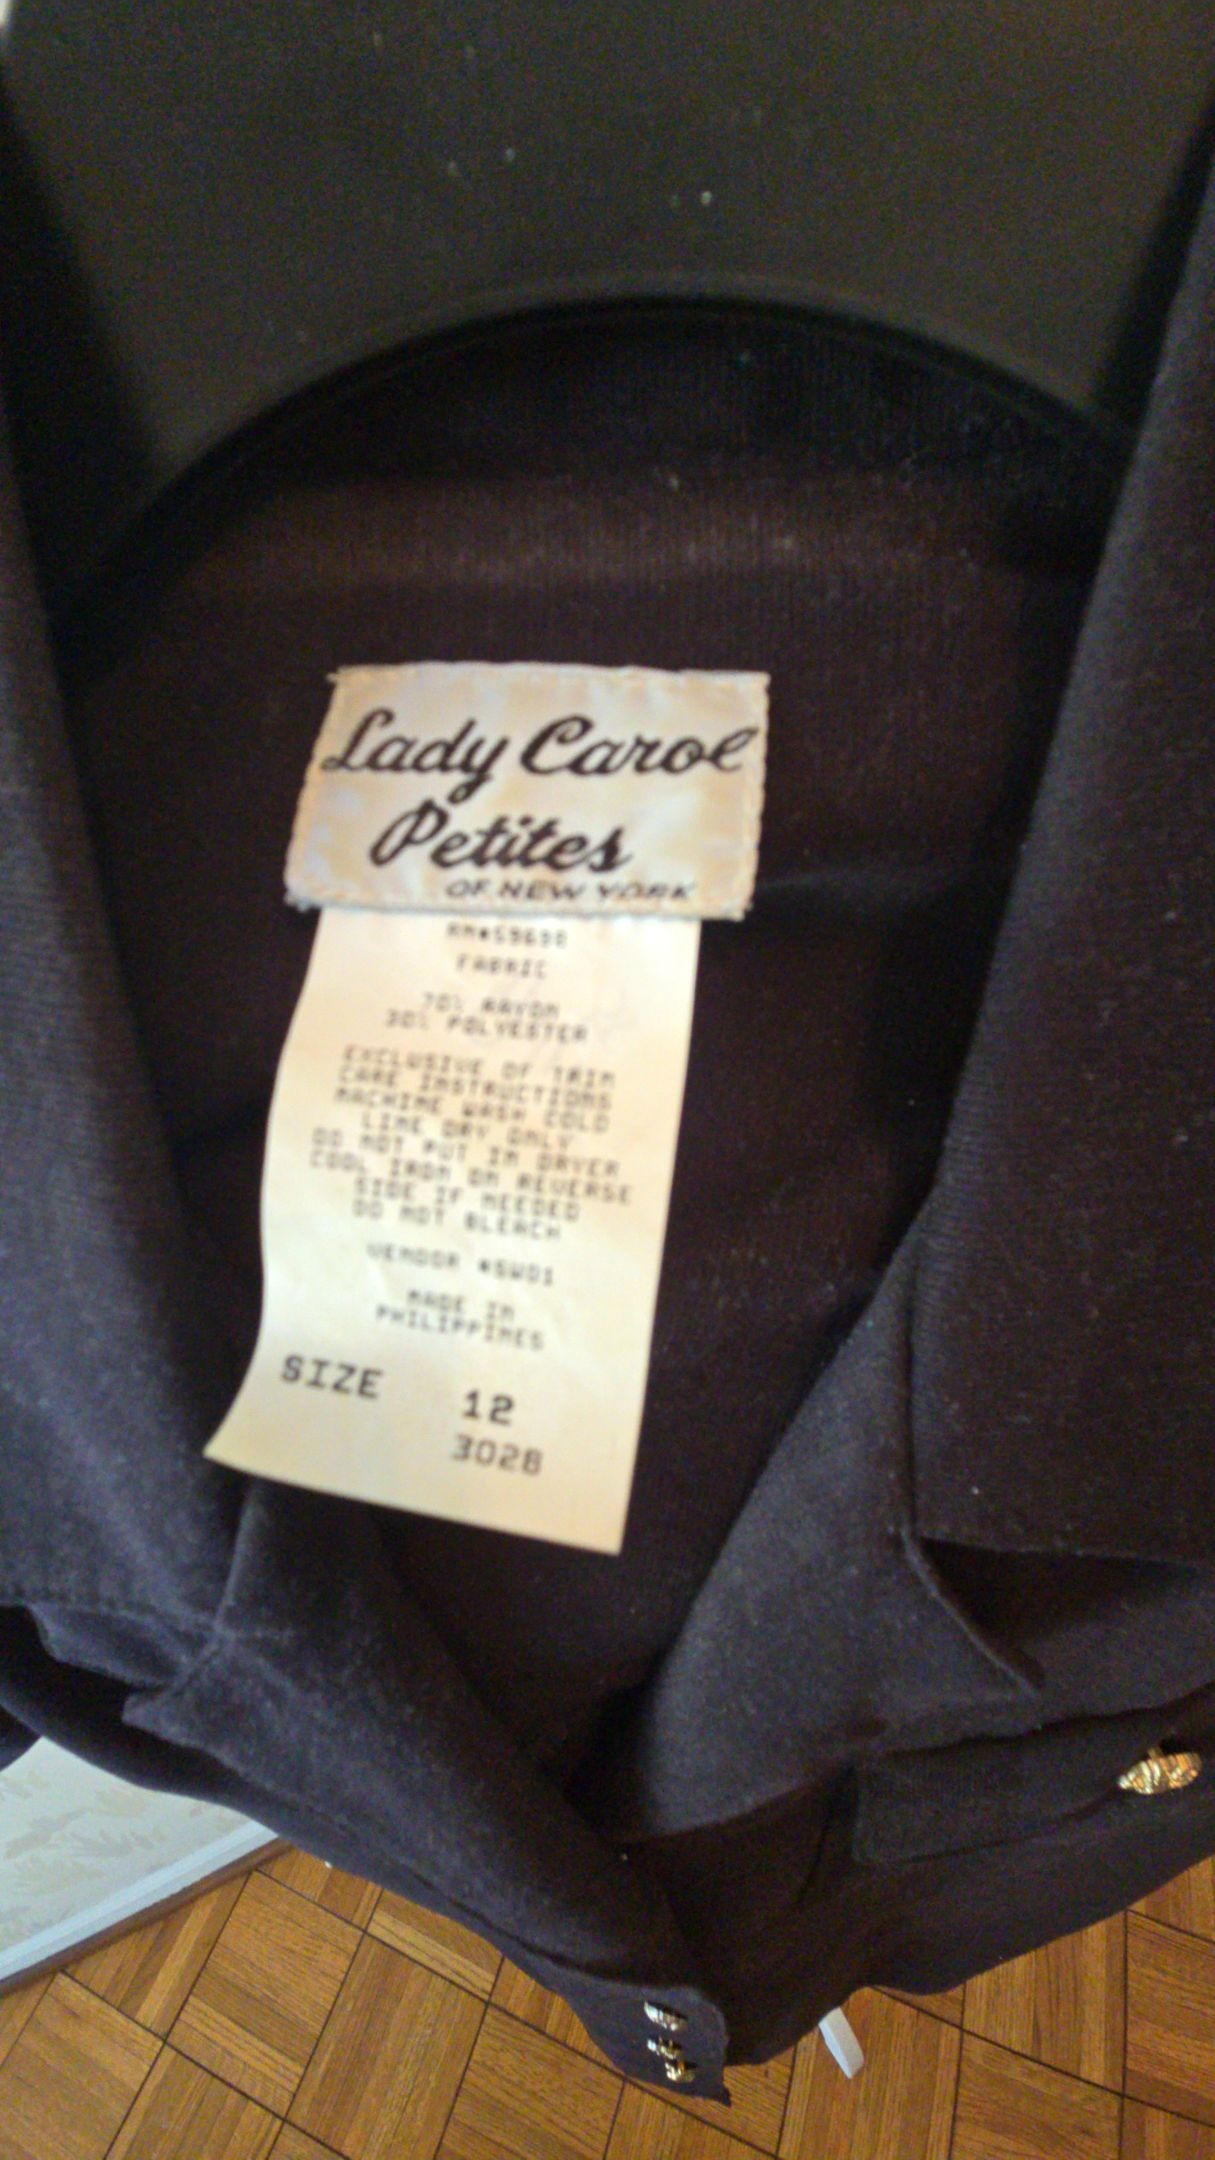 Lady Carol
Petites
OF NEW YORK
FABRIC
70% RAYON
30% POLYESTER
EXCLUSIVE OF TRIM
CARE INSTRUCTIONS
MACHINE WASH COLD
LINE DRY ONLY
DO NOT PUT IN DRYER
COOL IRON ON REVERSE
SIDE IF NEEDED
DO NOT BLEACH
VENDOR #SW01
MADE IN
PHILIPPINES
SIZE 12
3028